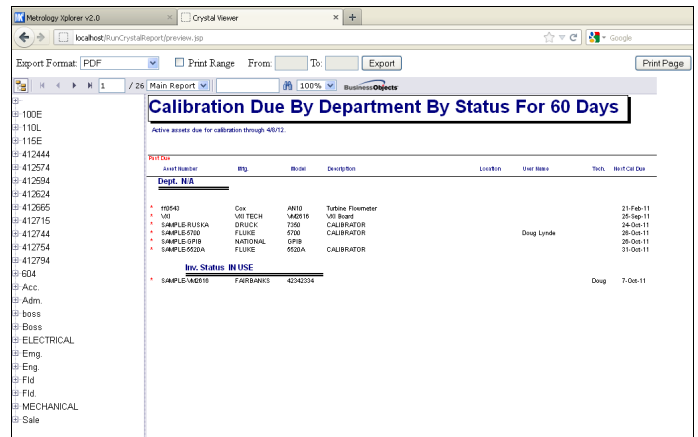 Metrology Xplorer v2.0
Crystal Viewer
localhost/RunCrystalReport/preview.jsp
Google
Export Format: PDF
Print Range From: To: Export
Print Page
1 / 26 Main Report 100% BusinessObjects
100E
110L
115E
412444
412574
412594
412624
412665
412715
412744
412754
412794
604
Acc.
Adm.
boss
Boss
ELECTRICAL
Emg.
Eng.
Fld
Fld.
MECHANICAL
Sale
Calibration Due By Department By Status For 60 Days
Active assets due for calibration through 4/8/12.
Past Due
Asset Number Mfg. Model Description Location User Name Tech. Next Cal Due
Dept. N/A
* ff0543 Cox AN10 Turbine Flowmeter 21-Feb-11
* VXI VXI TECH VM2616 VXI Board 25-Sep-11
* SAMPLE-RUSKA DRUCK 7350 CALIBRATOR 24-Oct-11
* SAMPLE-5700 FLUKE 5700 CALIBRATOR Doug Lynde 26-Oct-11
* SAMPLE-GPIB NATIONAL GPIB 26-Oct-11
* SAMPLE-5520A FLUKE 5520A CALIBRATOR 31-Oct-11
Inv. Status IN USE
* SAMPLE-VM2616 FAIRBANKS 42342334 Doug 7-Oct-11